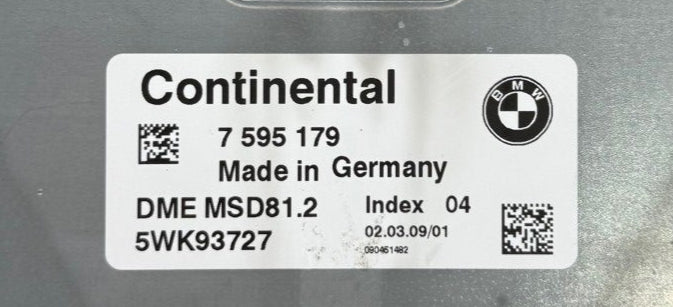 Continental
BMW
7 595 179
Made in Germany
DME MSD81.2 Index 04
5WK93727 02.03.09/01
090461482